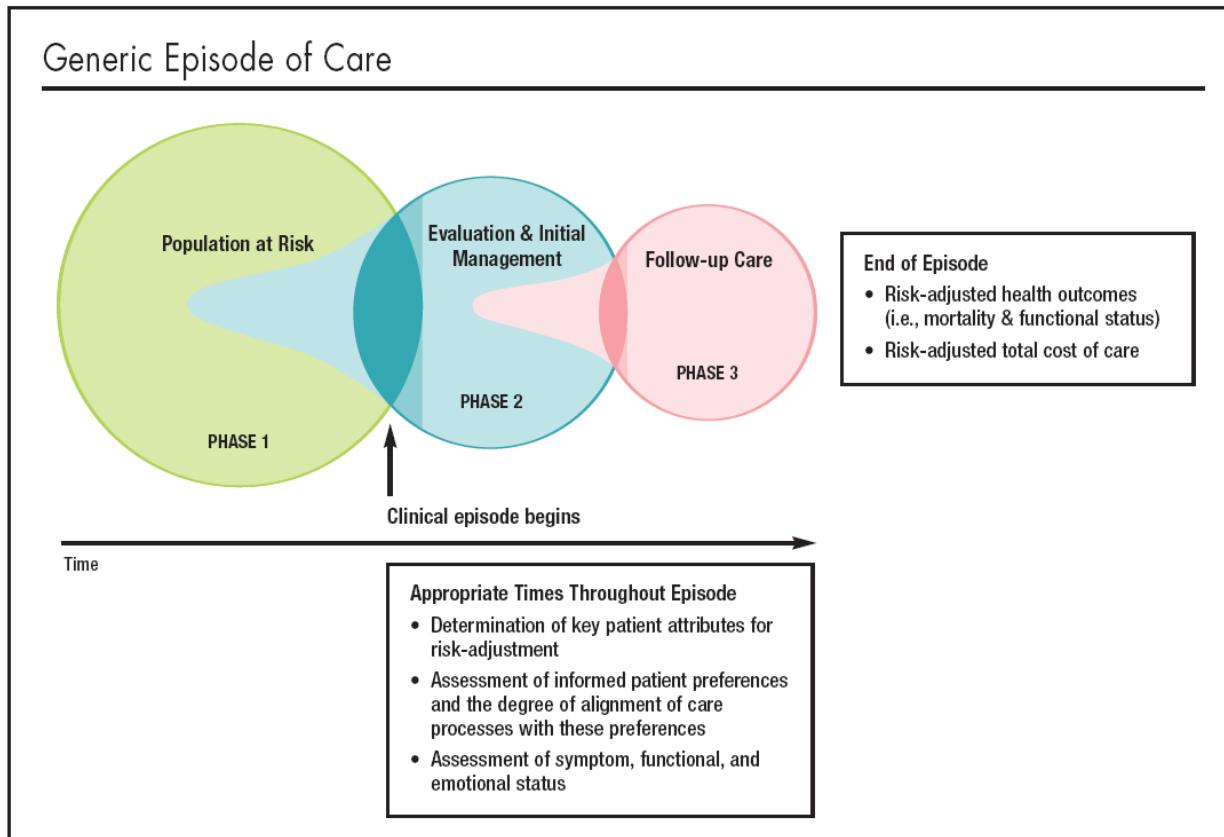 Generic Episode of Care
Population at Risk
PHASE 1
Evaluation & Initial
Management
PHASE 2
Follow-up Care
PHASE 3
End of Episode
• Risk-adjusted health outcomes
(i.e., mortality & functional status)
• Risk-adjusted total cost of care
Clinical episode begins
Time
Appropriate Times Throughout Episode
• Determination of key patient attributes for
risk-adjustment
• Assessment of informed patient preferences
and the degree of alignment of care
processes with these preferences
• Assessment of symptom, functional, and
emotional status